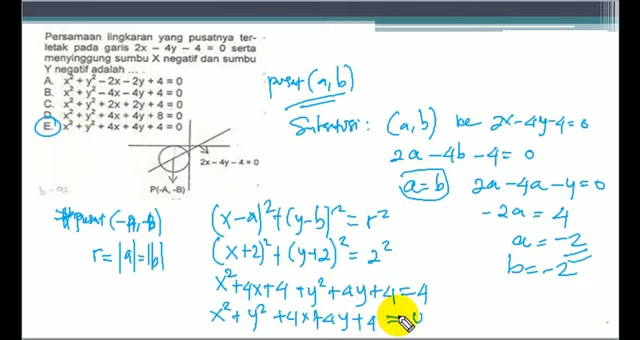 Persamaan lingkaran yang pusatnya ter-
letak pada garis 2x - 4y - 4 = 0 serta
menyinggung sumbu X negatif dan sumbu
Y negatif adalah ....
A. x² + y² - 2x - 2y + 4 = 0
B. x² + y² - 4x - 4y + 4 = 0
C. x² + y² + 2x + 2y + 4 = 0
D. x² + y² + 4x + 4y + 8 = 0
E. x² + y² + 4x + 4y + 4 = 0
2x - 4y - 4 = 0
P(-A, -B)
pusat (a, b)
(a, b) ke 2x-4y-4=0
2a - 4b - 4 = 0
a = b
2a - 4a - y = 0
-2a = 4
a = -2
b = -2
pusat (-A, -b)
r = |a| = |b|
(x-a)² + (y-b)² = r²
(x+2)² + (y+2)² = 2²
x² + 4x + 4 + y² + 4y + 4 = 4
x² + y² + 4x + 4y + 4 = 0